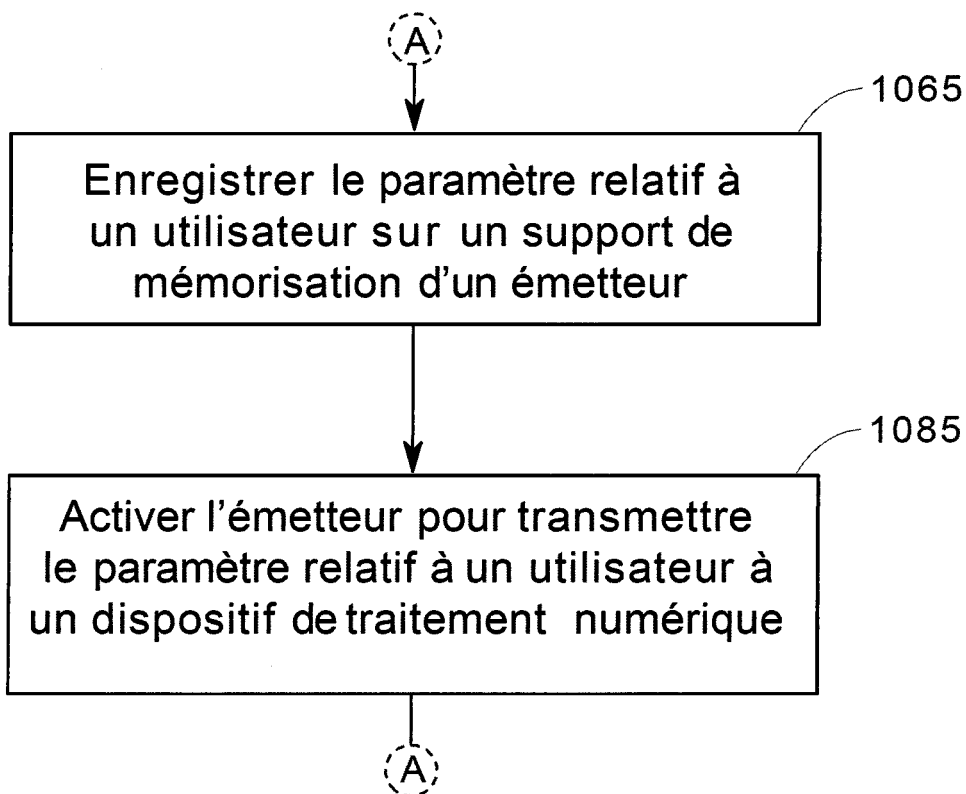 A
1065
Enregistrer le paramètre relatif à
un utilisateur sur un support de
mémorisation d'un émetteur
1085
Activer l'émetteur pour transmettre
le paramètre relatif à un utilisateur à
un dispositif de traitement numérique
A